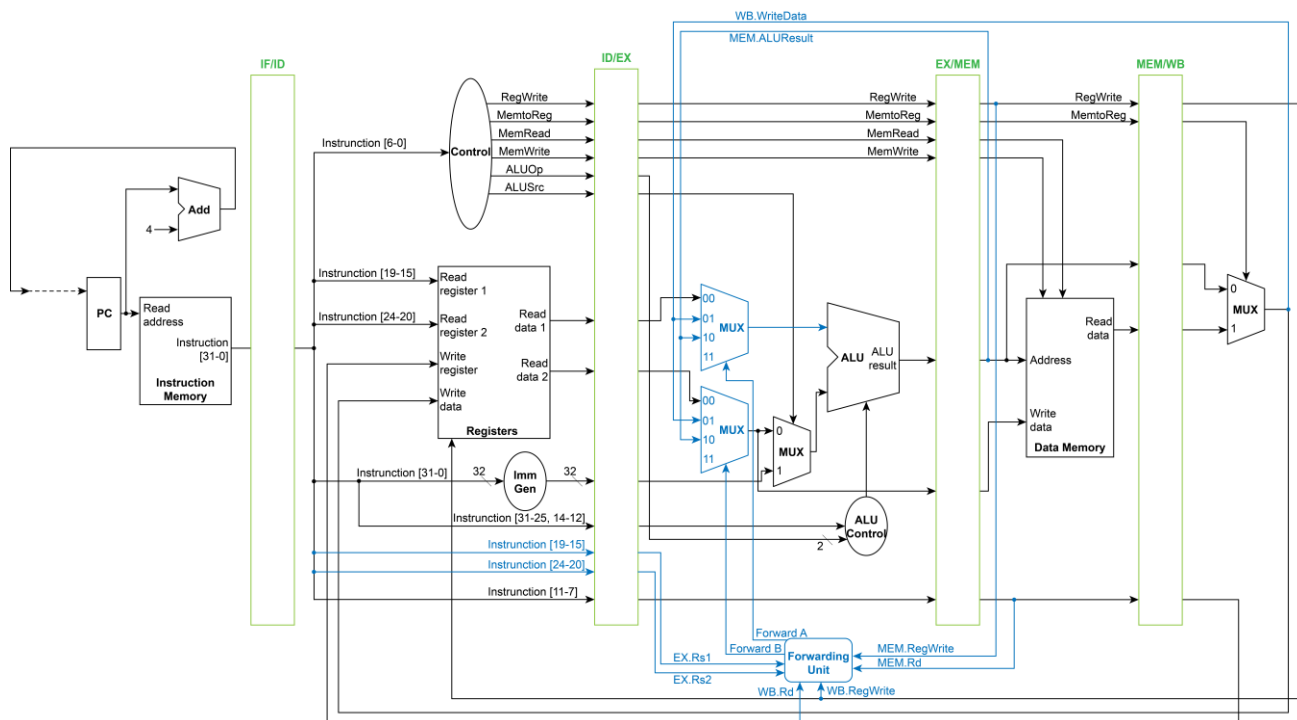 WB.WriteData
MEM.ALUResult
IF/ID
ID/EX
EX/MEM
MEM/WB
RegWrite
RegWrite
RegWrite
MemtoReg
MemtoReg
MemtoReg
MemRead
MemRead
MemWrite
MemWrite
ALUOp
ALUSrc
Control
Instrunction [6-0]
Add
4
PC
Read
address
Instruction
[31-0]
Instruction
Memory
Instrunction [19-15]
Instrunction [24-20]
Read
register 1
Read
register 2
Write
register
Write
data
Read
data 1
Read
data 2
Registers
00
01
10
11
MUX
00
01
10
11
MUX
0
1
MUX
ALU
ALU
result
Address
Write
data
Read
data
Data Memory
0
1
MUX
Instrunction [31-0]
32
Imm
Gen
32
Instrunction [31-25, 14-12]
2
ALU
Control
Instrunction [19-15]
Instrunction [24-20]
Instrunction [11-7]
Forward A
Forward B
EX.Rs1
EX.Rs2
Forwarding
Unit
MEM.RegWrite
MEM.Rd
WB.Rd
WB.RegWrite